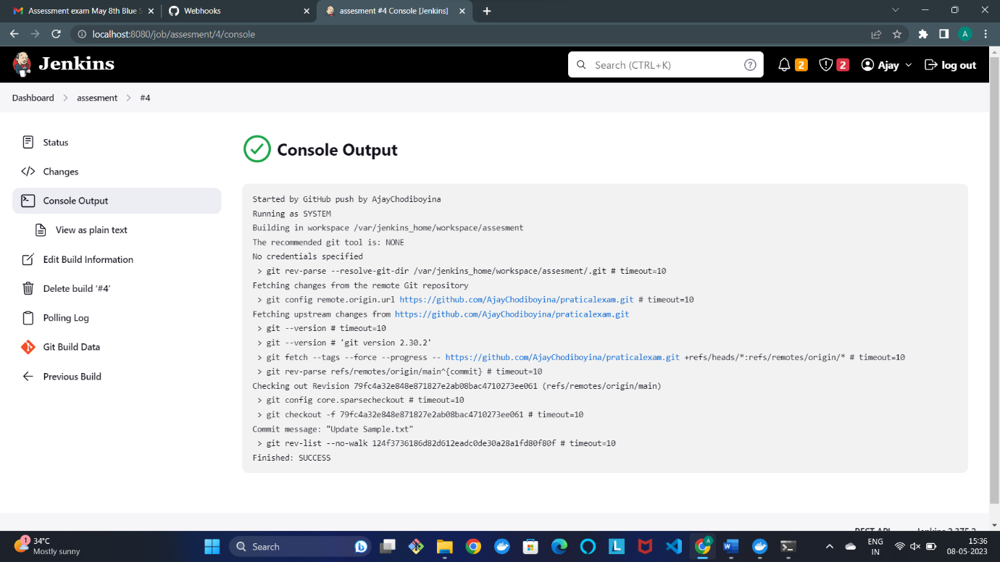 Assessment exam May 8th Blue S
Webhooks
assesment #4 Console [Jenkins]
localhost:8080/job/assesment/4/console
A
Jenkins
Search (CTRL+K)
?
2
2
Ajay
log out
Dashboard
assesment
#4
Status
Changes
Console Output
View as plain text
Edit Build Information
Delete build ‘#4’
Polling Log
Git Build Data
Previous Build
Console Output
Started by GitHub push by AjayChodiboyina
Running as SYSTEM
Building in workspace /var/jenkins_home/workspace/assesment
The recommended git tool is: NONE
No credentials specified
> git rev-parse --resolve-git-dir /var/jenkins_home/workspace/assesment/.git # timeout=10
Fetching changes from the remote Git repository
> git config remote.origin.url https://github.com/AjayChodiboyina/praticalexam.git # timeout=10
Fetching upstream changes from https://github.com/AjayChodiboyina/praticalexam.git
> git --version # timeout=10
> git --version # 'git version 2.30.2'
> git fetch --tags --force --progress -- https://github.com/AjayChodiboyina/praticalexam.git +refs/heads/*:refs/remotes/origin/* # timeout=10
> git rev-parse refs/remotes/origin/main^{commit} # timeout=10
Checking out Revision 79fc4a32e848e871827e2ab08bac4710273ee061 (refs/remotes/origin/main)
> git config core.sparsecheckout # timeout=10
> git checkout -f 79fc4a32e848e871827e2ab08bac4710273ee061 # timeout=10
Commit message: "Update Sample.txt"
> git rev-list --no-walk 124f3736186d82d612eadc0de30a28a1fd80f80f # timeout=10
Finished: SUCCESS
REST API
Jenkins 2.375.2
1
34°C
Mostly sunny
Search
L
A
ENG
IN
15:36
08-05-2023